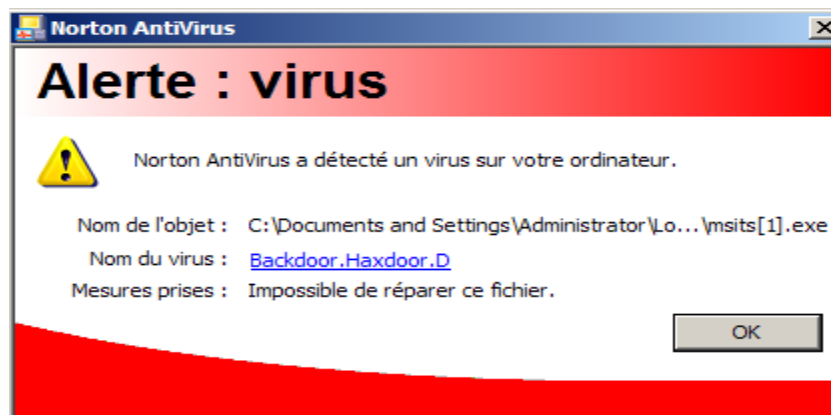 Norton AntiVirus
Alerte : virus
Norton AntiVirus a détecté un virus sur votre ordinateur.
Nom de l'objet : C:\Documents and Settings\Administrator\Lo...\msits[1].exe
Nom du virus : Backdoor.Haxdoor.D
Mesures prises : Impossible de réparer ce fichier.
OK